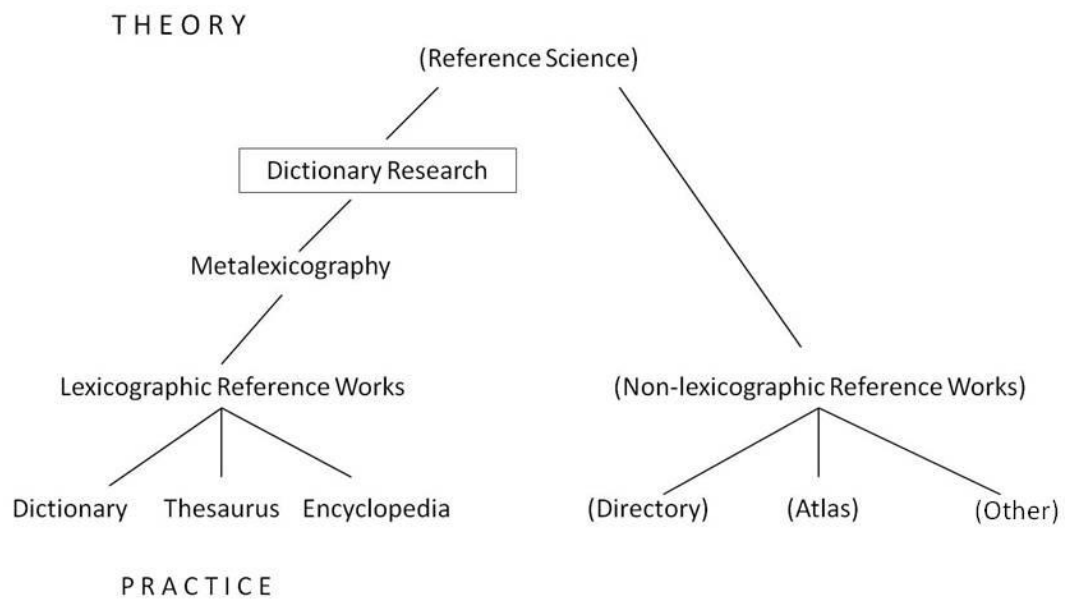 THEORY
(Reference Science)
Dictionary Research
Metalexicography
Lexicographic Reference Works
(Non-lexicographic Reference Works)
Dictionary Thesaurus Encyclopedia
(Directory) (Atlas) (Other)
PRACTICE